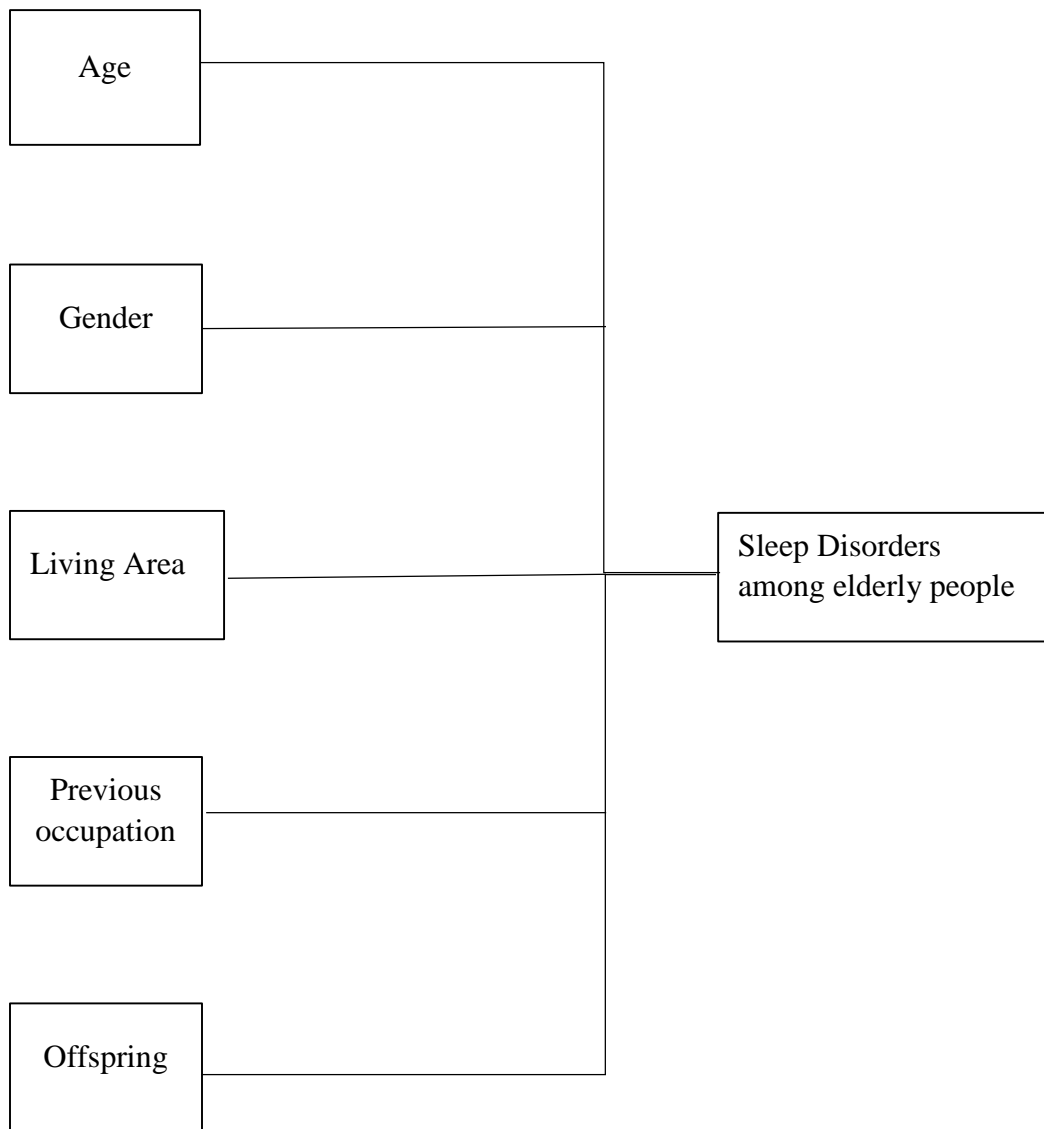 Age
Gender
Living Area
Sleep Disorders
among elderly people
Previous
occupation
Offspring